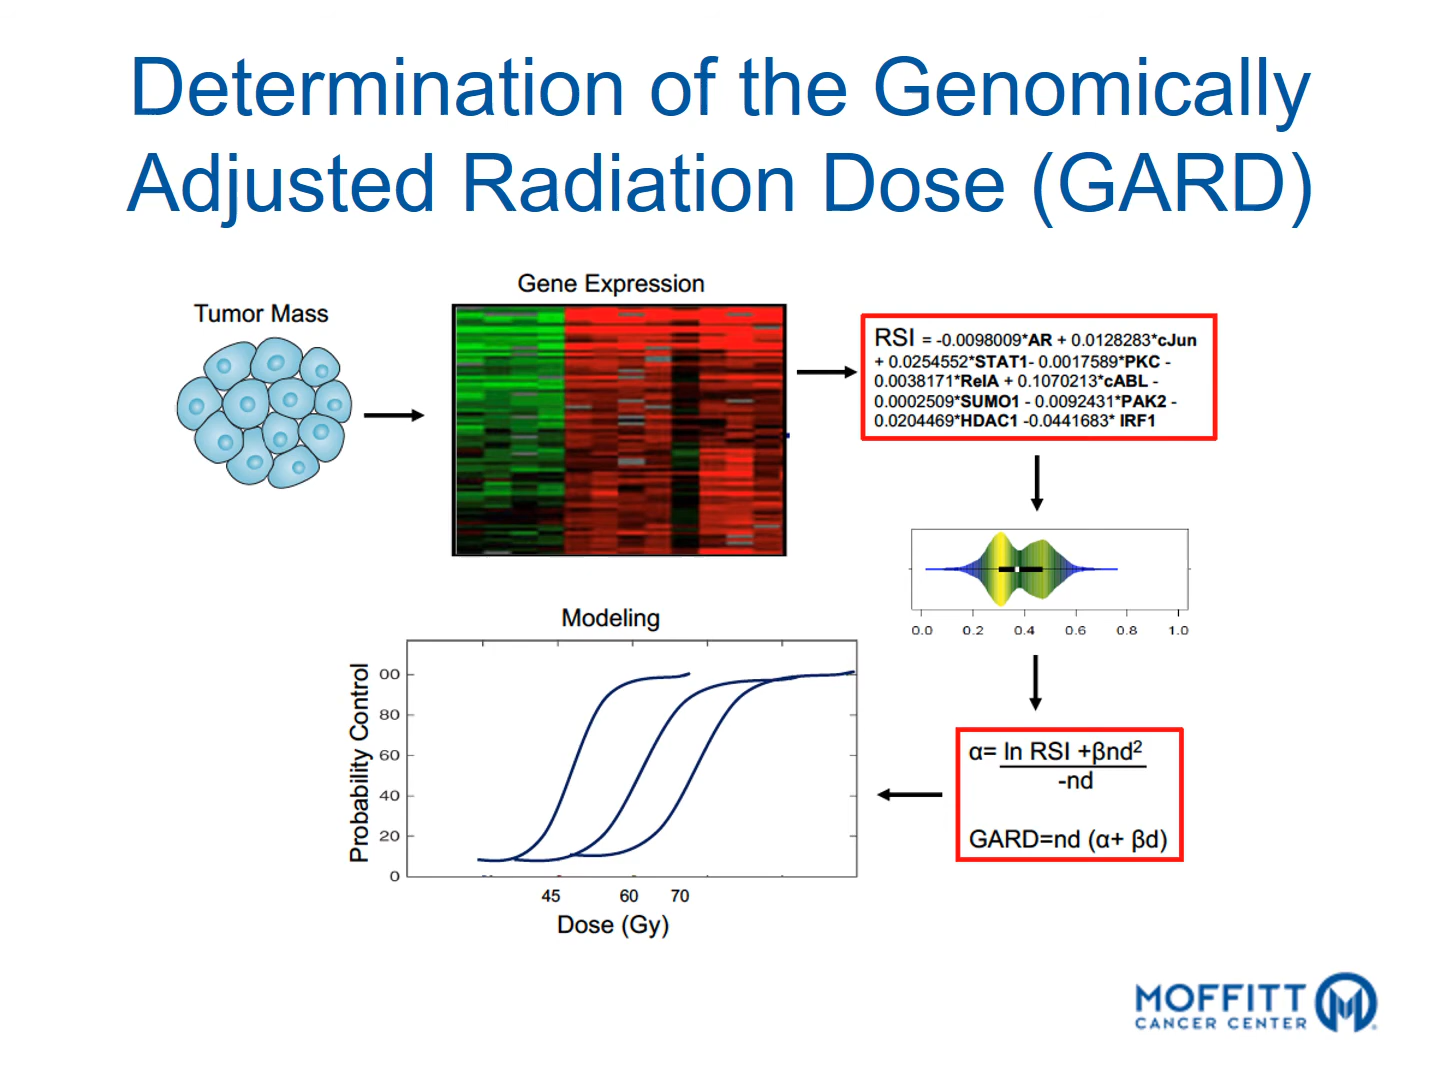 Determination of the Genomically
Adjusted Radiation Dose (GARD)
Gene Expression
Tumor Mass
RSI = -0.0098009*AR + 0.0128283*cJun
+ 0.0254552*STAT1- 0.0017589*PKC -
0.0038171*RelA + 0.1070213*cABL -
0.0002509*SUMO1 - 0.0092431*PAK2 -
0.0204469*HDAC1 -0.0441683* IRF1
0.0 0.2 0.4 0.6 0.8 1.0
α= ln RSI +βnd²
-nd
GARD=nd (α+ βd)
Modeling
Probability Control
00
80
60
40
20
0
45 60 70
Dose (Gy)
MOFFITT
CANCER CENTER